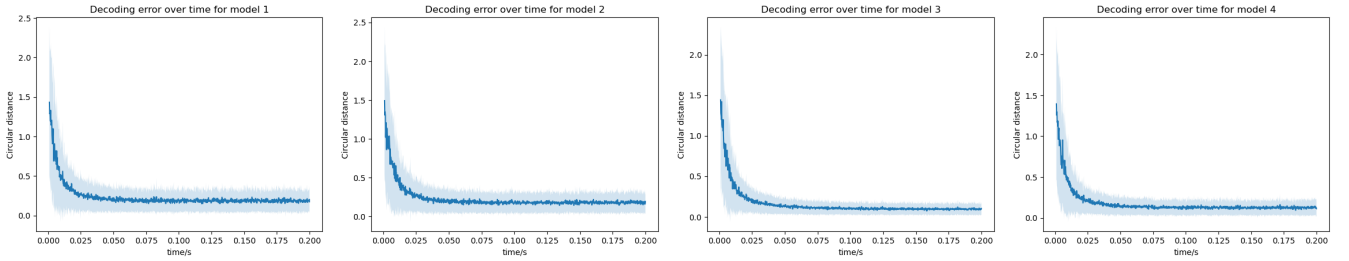 Decoding error over time for model 1
2.5
2.0
1.5
1.0
0.5
0.0
Circular distance
0.000 0.025 0.050 0.075 0.100 0.125 0.150 0.175 0.200
time/s
Decoding error over time for model 2
2.5
2.0
1.5
1.0
0.5
0.0
Circular distance
0.000 0.025 0.050 0.075 0.100 0.125 0.150 0.175 0.200
time/s
Decoding error over time for model 3
2.0
1.5
1.0
0.5
0.0
Circular distance
0.000 0.025 0.050 0.075 0.100 0.125 0.150 0.175 0.200
time/s
Decoding error over time for model 4
2.0
1.5
1.0
0.5
0.0
Circular distance
0.000 0.025 0.050 0.075 0.100 0.125 0.150 0.175 0.200
time/s